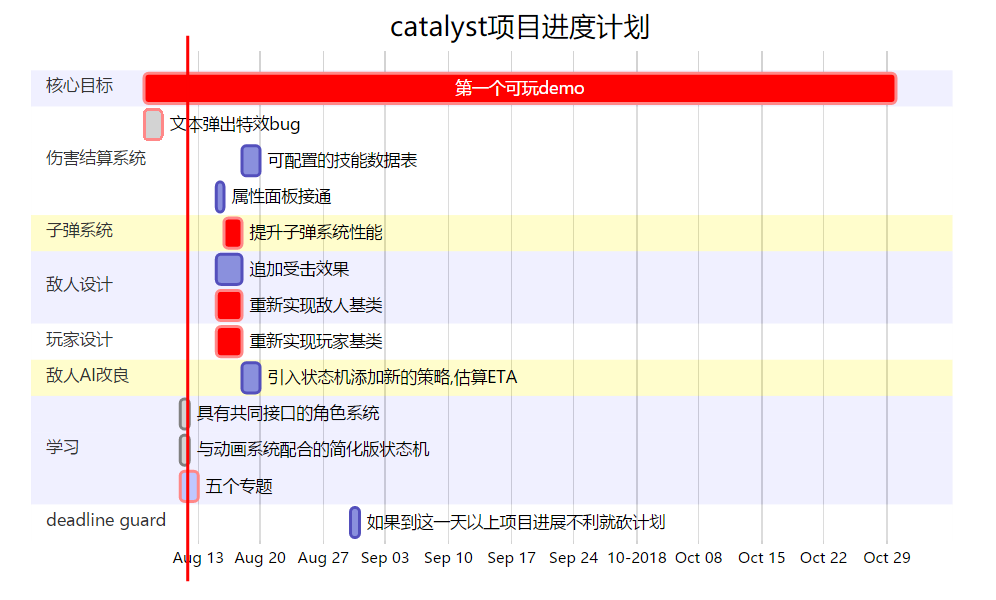 catalyst项目进度计划
核心目标
第一个可玩demo
文本弹出特效bug
伤害结算系统
可配置的技能数据表
属性面板接通
子弹系统
提升子弹系统性能
追加受击效果
敌人设计
重新实现敌人基类
玩家设计
重新实现玩家基类
敌人AI改良
引入状态机添加新的策略,估算ETA
具有共同接口的角色系统
学习
与动画系统配合的简化版状态机
五个专题
deadline guard
如果到这一天以上项目进展不利就砍计划
Aug 13 Aug 20 Aug 27 Sep 03 Sep 10 Sep 17 Sep 24 10-2018 Oct 08 Oct 15 Oct 22 Oct 29